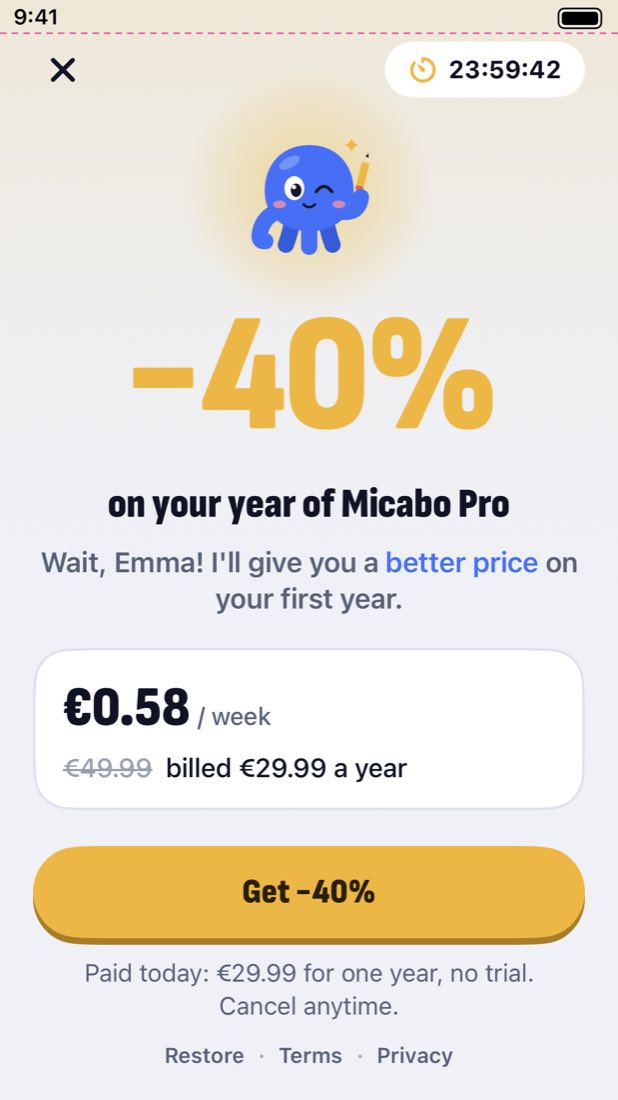 9:41
23:59:42
-40%
on your year of Micabo Pro
Wait, Emma! I'll give you a better price on
your first year.
€0.58 / week
€49.99 billed €29.99 a year
Get -40%
Paid today: €29.99 for one year, no trial.
Cancel anytime.
Restore · Terms · Privacy